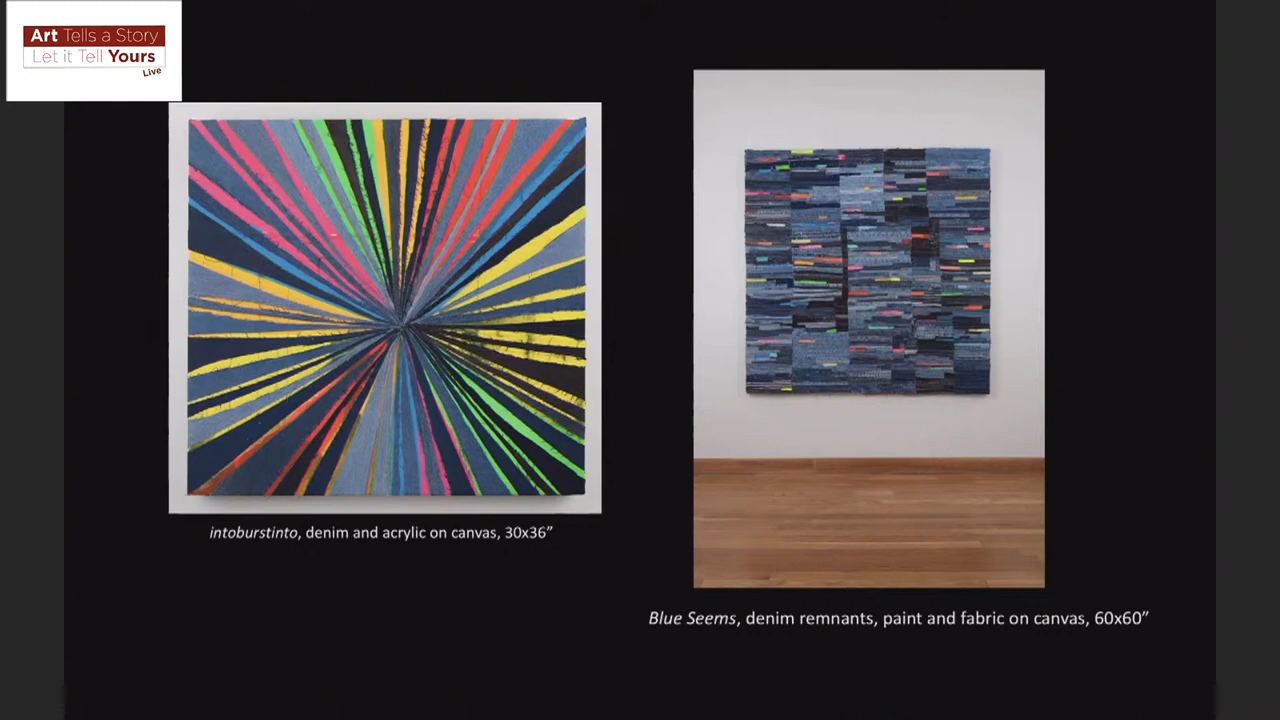 Art Tells a Story
Let it Tell Yours
Live
intoburstinto, denim and acrylic on canvas, 30x36”
Blue Seems, denim remnants, paint and fabric on canvas, 60x60”